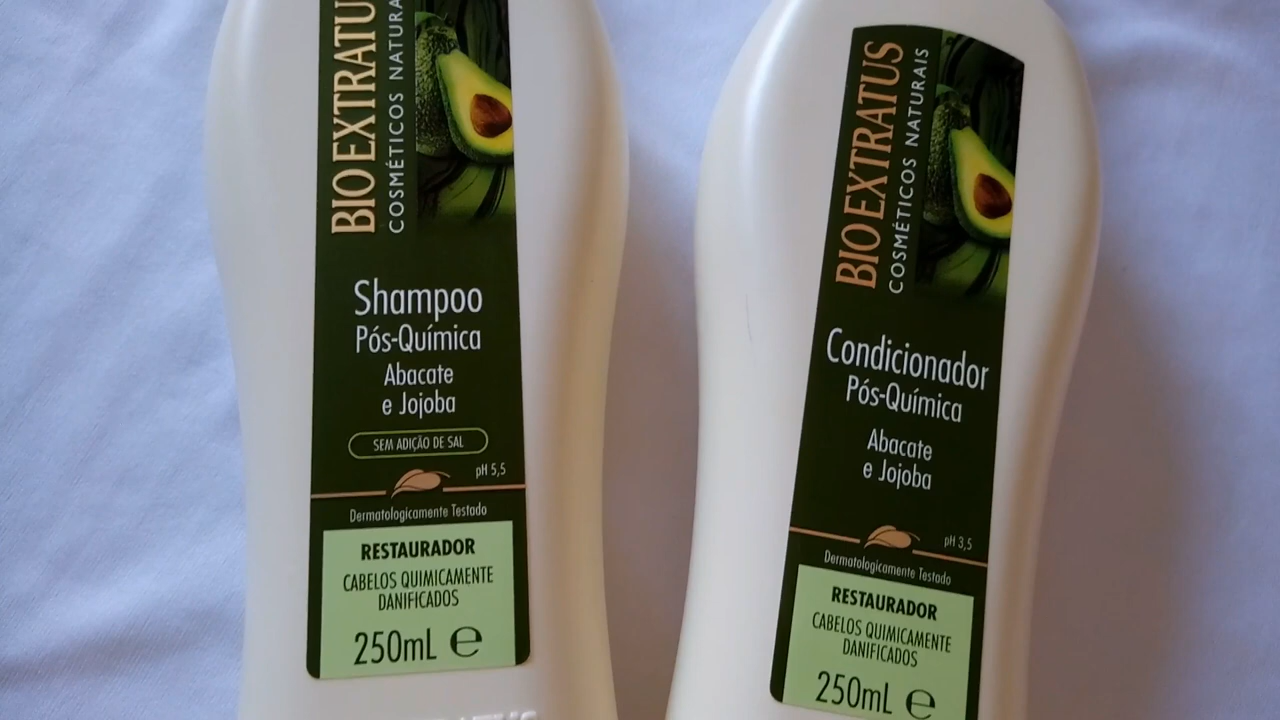 BIO EXTRATUS
COSMÉTICOS NATURA
Shampoo
Pós-Química
Abacate
e Jojoba
SEM ADIÇÃO DE SAL
pH 5,5
Dermatologicamente Testado
RESTAURADOR
CABELOS QUIMICAMENTE
DANIFICADOS
250mL e
BIO EXTRATUS
COSMÉTICOS NATURAIS
Condicionador
Pós-Química
Abacate
e Jojoba
pH 3,5
Dermatologicamente Testado
RESTAURADOR
CABELOS QUIMICAMENTE
DANIFICADOS
250mL e